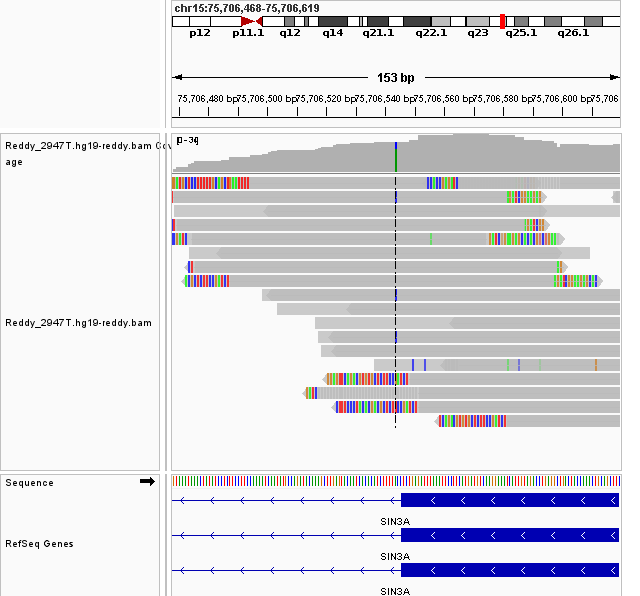 chr15:75,706,468-75,706,619
p12 p11.1 q12 q14 q21.1 q22.1 q23 q25.1 q26.1
153 bp
75,706,480 bp 75,706,500 bp 75,706,520 bp 75,706,540 bp 75,706,560 bp 75,706,580 bp 75,706,600 bp 75,706
Reddy_2947T.hg19-reddy.bam Cov
age
Reddy_2947T.hg19-reddy.bam
Sequence
SIN3A
SIN3A
RefSeq Genes
SIN3A